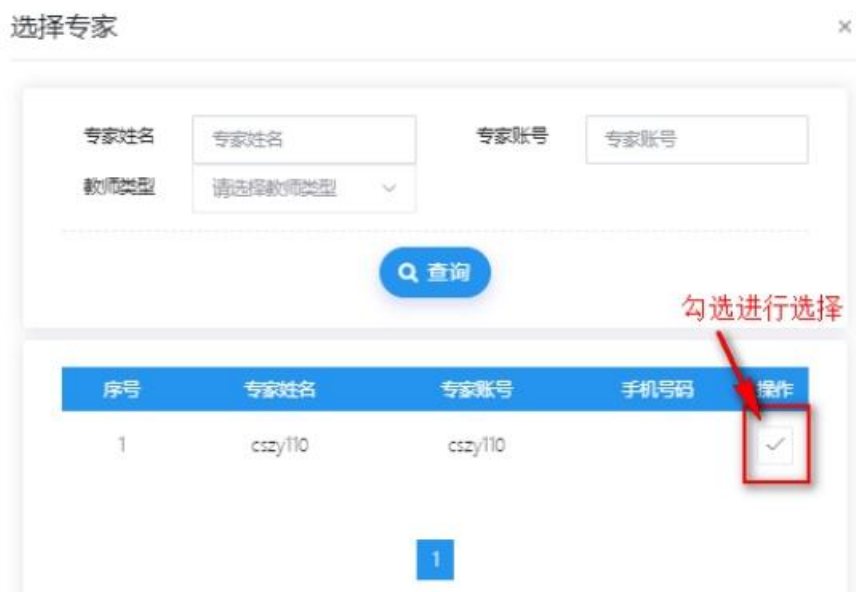 选择专家 ×
专家姓名 专家姓名 专家账号 专家账号
教师类型 请选择教师类型
查询
勾选进行选择
序号 专家姓名 专家账号 手机号码 操作
1 cszy110 cszy110
1